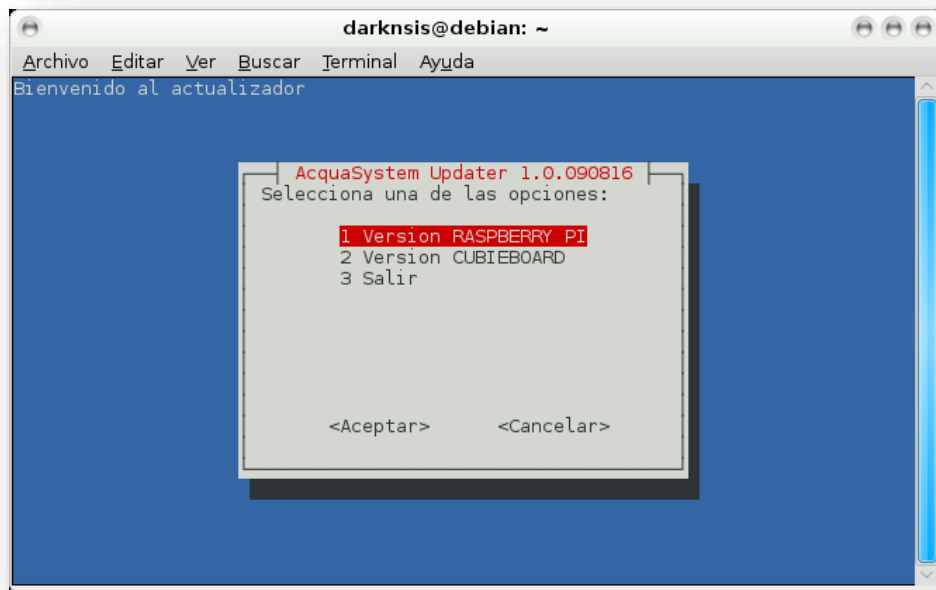 darknsis@debian: ~
Archivo Editar Ver Buscar Terminal Ayuda
Bienvenido al actualizador
AcquaSystem Updater 1.0.090816
Selecciona una de las opciones:
1 Version RASPBERRY PI
2 Version CUBIEBOARD
3 Salir
<Aceptar> <Cancelar>